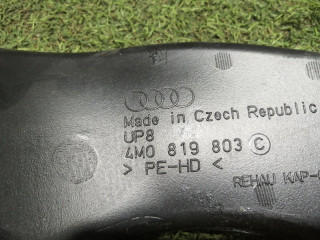 Made in Czech Republic
UP8
4M0 819 803 C
> PE-HD <
REHAU KAP-